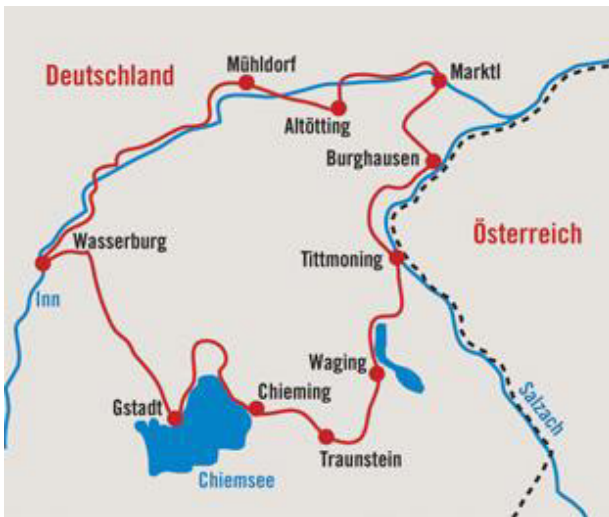 Deutschland
Mühldorf
Marktl
Altötting
Burghausen
Österreich
Wasserburg
Tittmoning
Inn
Waging
Chieming
Gstadt
Salzach
Traunstein
Chiemsee